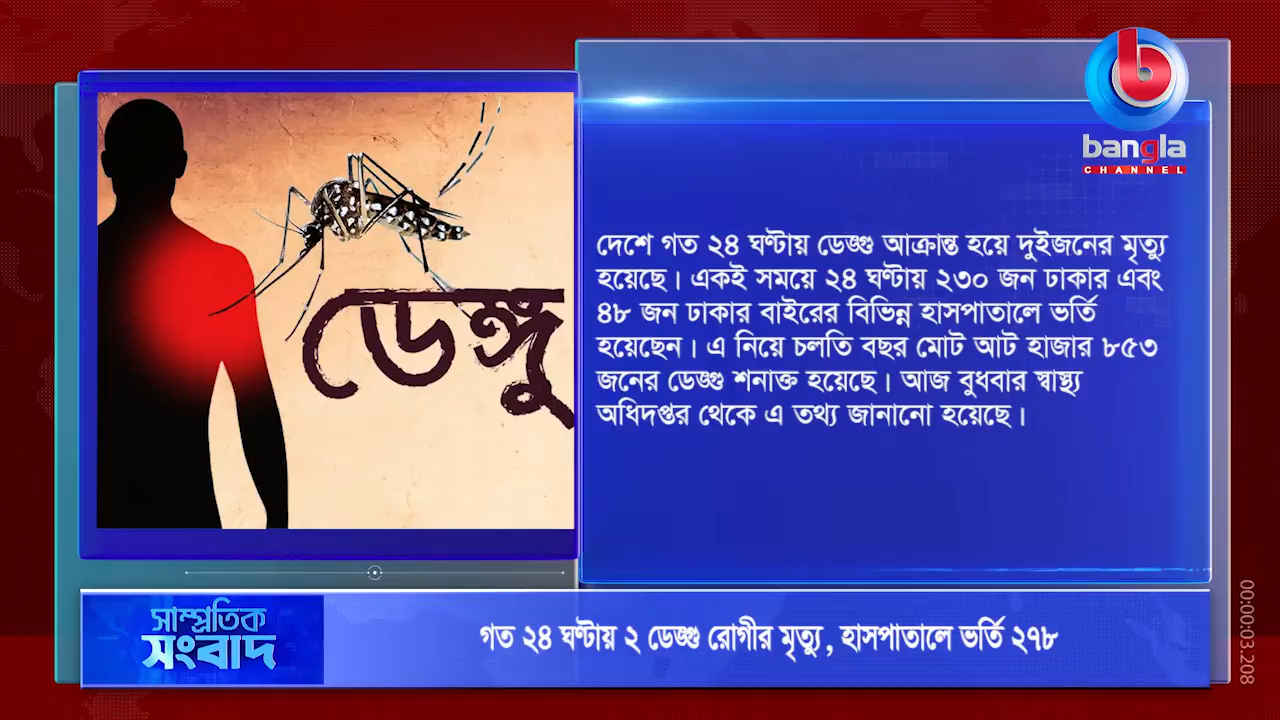 bangla
CHANNEL
ডেঙ্গু
দেশে গত ২৪ ঘণ্টায় ডেঙ্গু আক্রান্ত হয়ে দুইজনের মৃত্যু
হয়েছে। একই সময়ে ২৪ ঘণ্টায় ২৩০ জন ঢাকার এবং
৪৮ জন ঢাকার বাইরের বিভিন্ন হাসপাতালে ভর্তি
হয়েছেন। এ নিয়ে চলতি বছর মোট আট হাজার ৮৫৩
জনের ডেঙ্গু শনাক্ত হয়েছে। আজ বুধবার স্বাস্থ্য
অধিদপ্তর থেকে এ তথ্য জানানো হয়েছে।
সাম্প্রতিক
সংবাদ
গত ২৪ ঘণ্টায় ২ ডেঙ্গু রোগীর মৃত্যু, হাসপাতালে ভর্তি ২৭৮
00:00:03.208